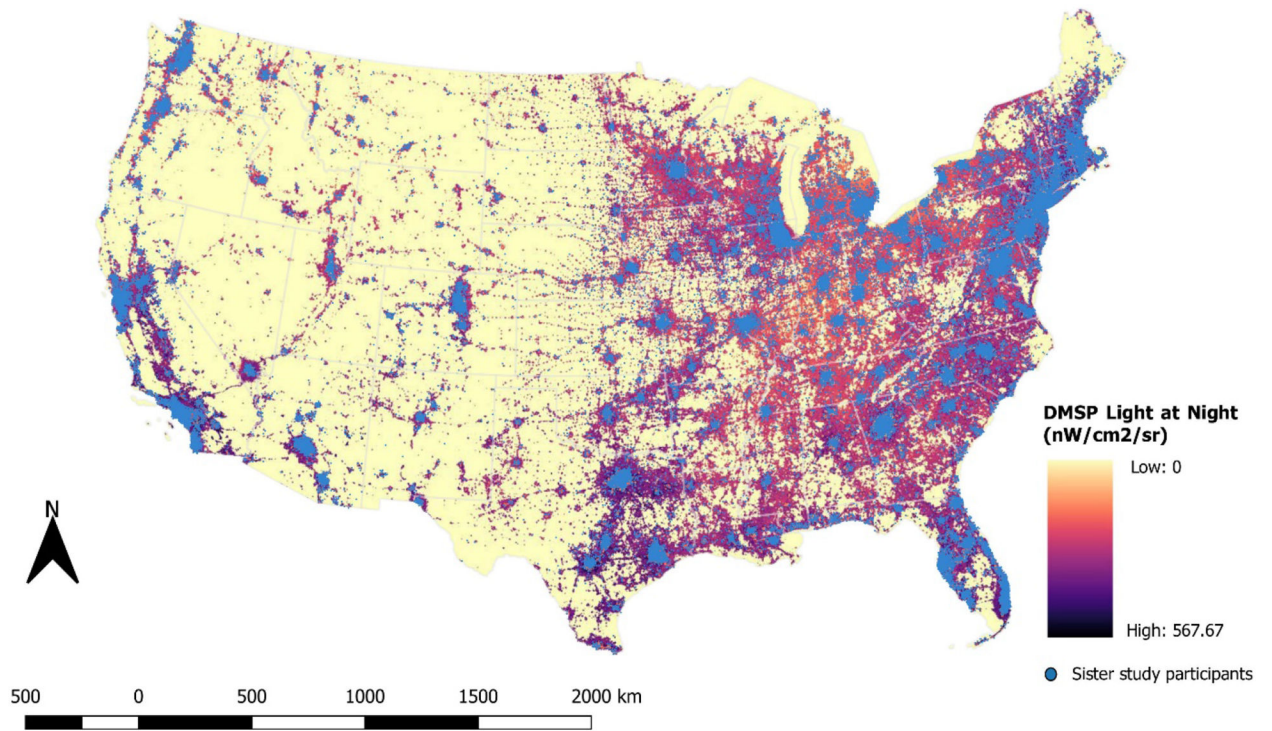 N
DMSP Light at Night
(nW/cm2/sr)
Low: 0
High: 567.67
Sister study participants
500 0 500 1000 1500 2000 km